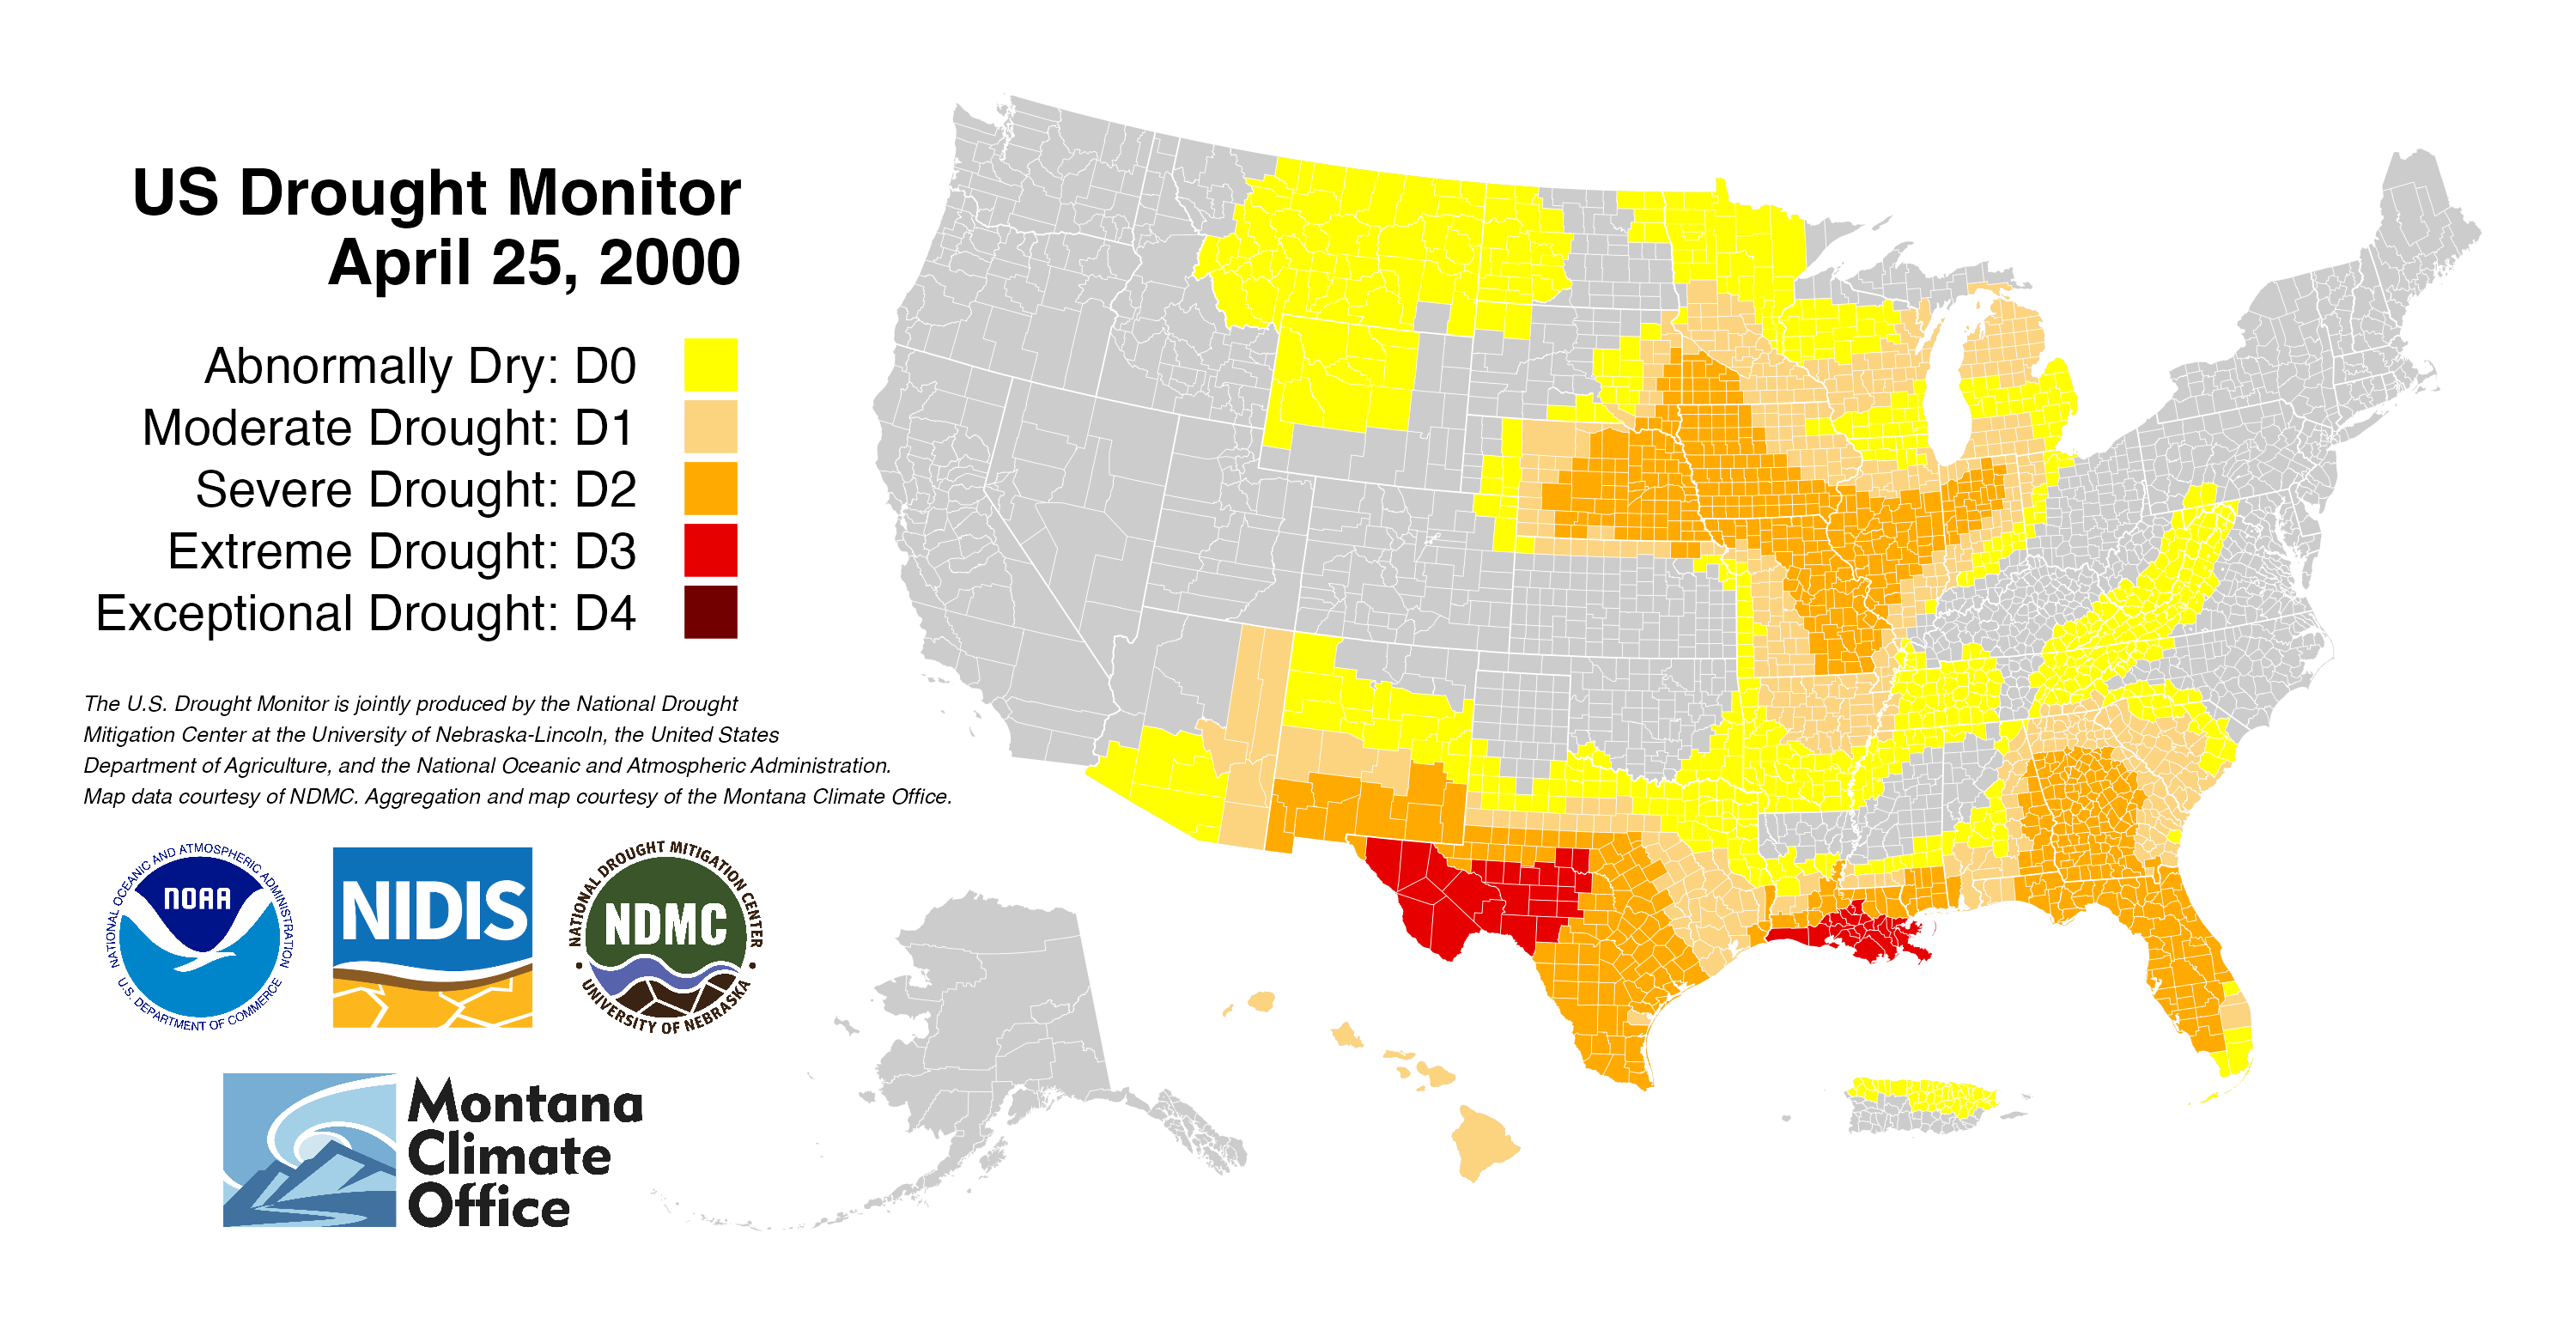 US Drought Monitor
April 25, 2000
Abnormally Dry: D0
Moderate Drought: D1
Severe Drought: D2
Extreme Drought: D3
Exceptional Drought: D4
The U.S. Drought Monitor is jointly produced by the National Drought
Mitigation Center at the University of Nebraska-Lincoln, the United States
Department of Agriculture, and the National Oceanic and Atmospheric Administration.
Map data courtesy of NDMC. Aggregation and map courtesy of the Montana Climate Office.
NATIONAL OCEANIC AND ATMOSPHERIC ADMINISTRATION
NOAA
U.S. DEPARTMENT OF COMMERCE
NIDIS
NATIONAL DROUGHT MITIGATION CENTER
NDMC
UNIVERSITY OF NEBRASKA
Montana
Climate
Office